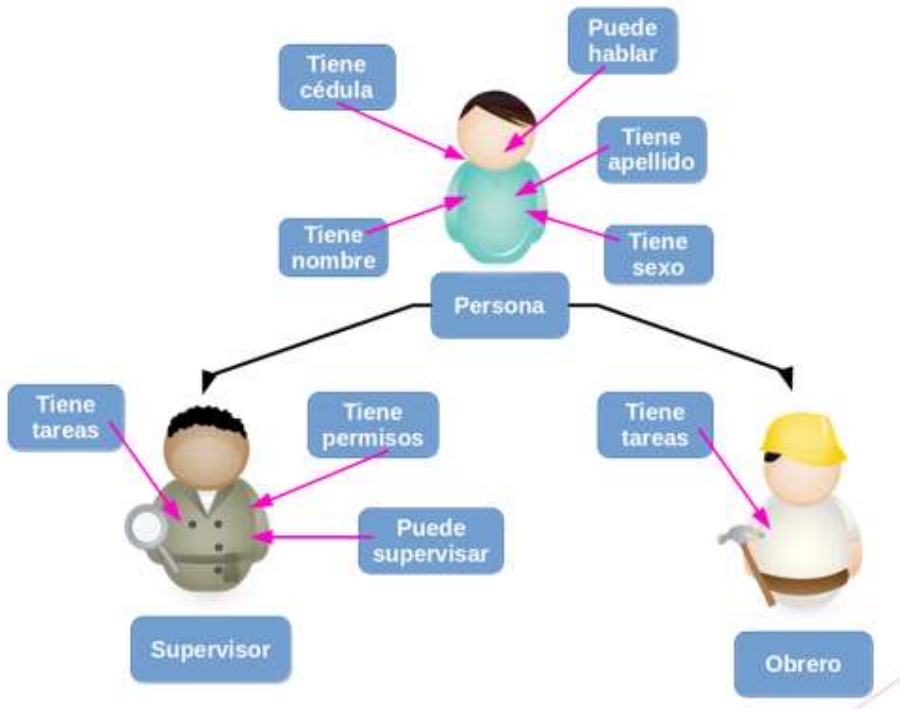 Puede
hablar
Tiene
cédula
Tiene
apellido
Tiene
nombre
Tiene
sexo
Persona
Tiene
tareas
Tiene
permisos
Tiene
tareas
Puede
supervisar
Supervisor
Obrero